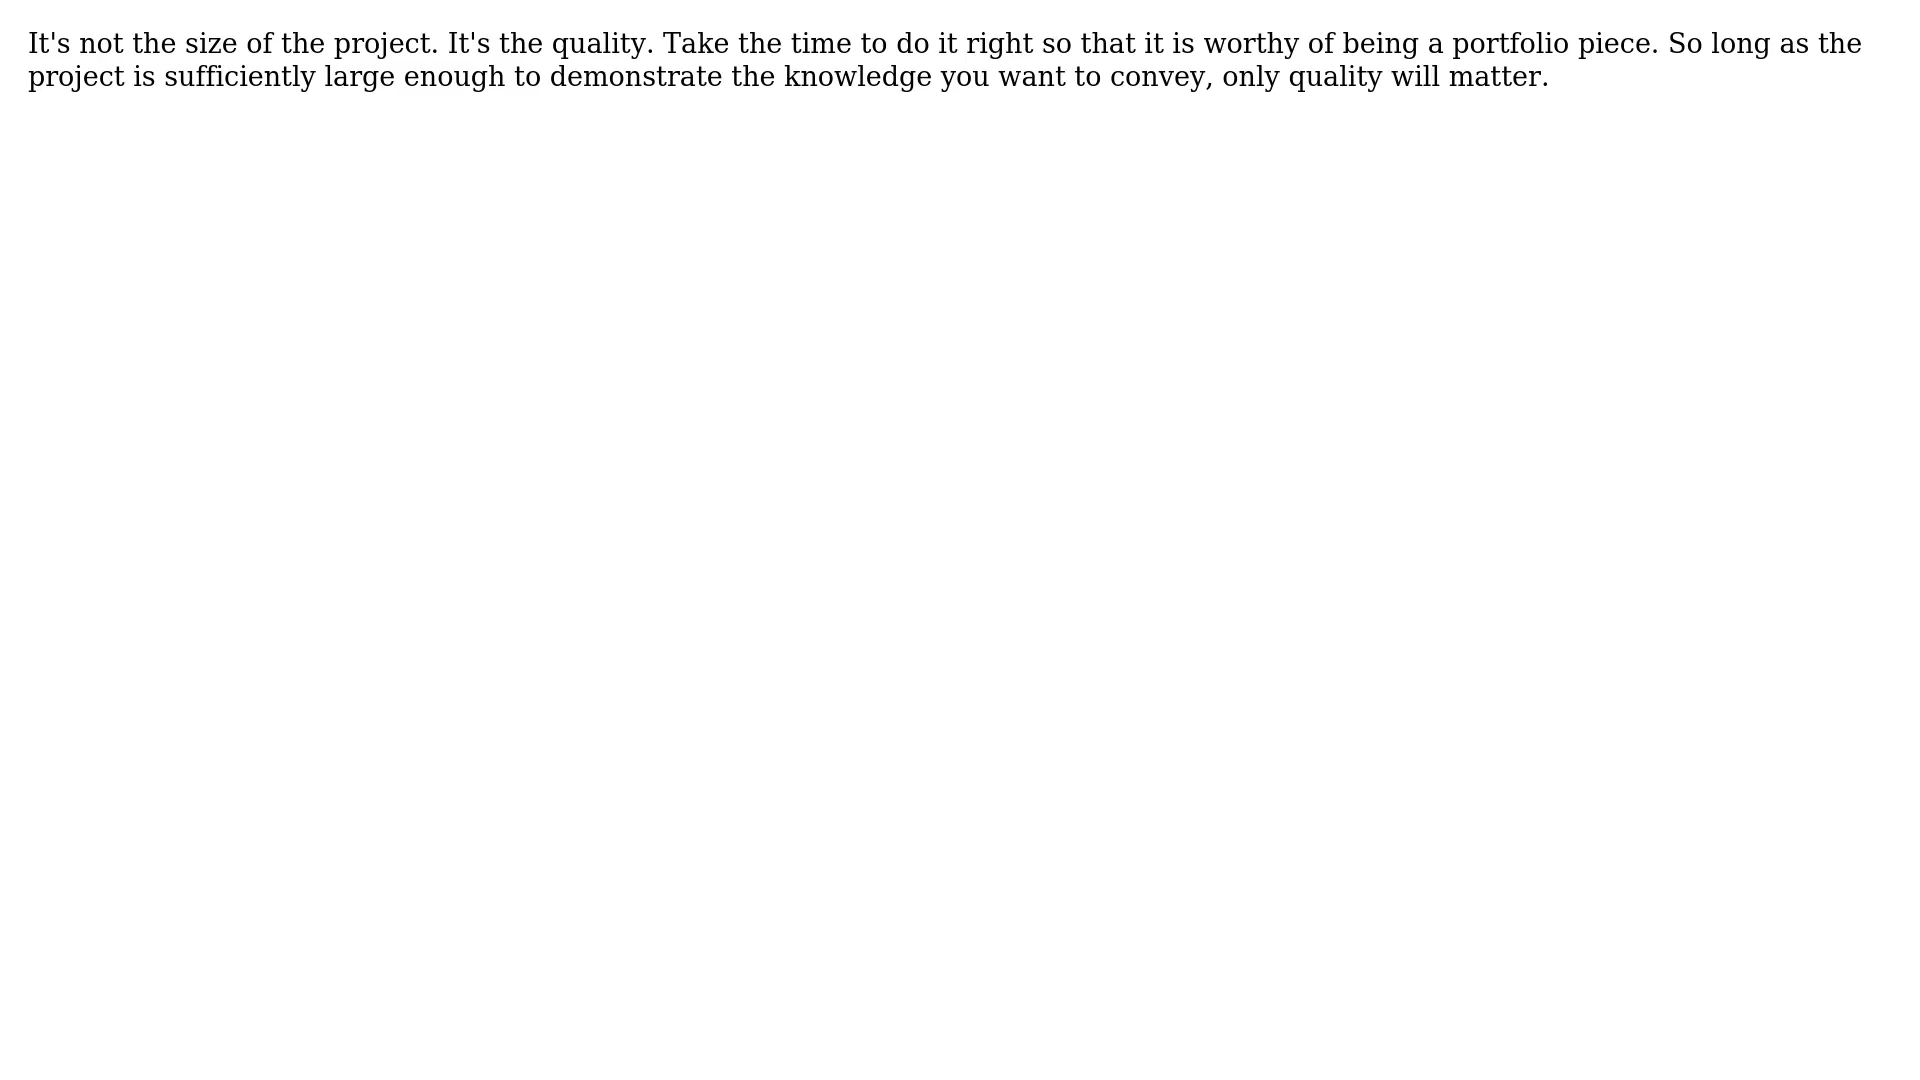 It's not the size of the project. It's the quality. Take the time to do it right so that it is worthy of being a portfolio piece. So long as the
project is sufficiently large enough to demonstrate the knowledge you want to convey, only quality will matter.